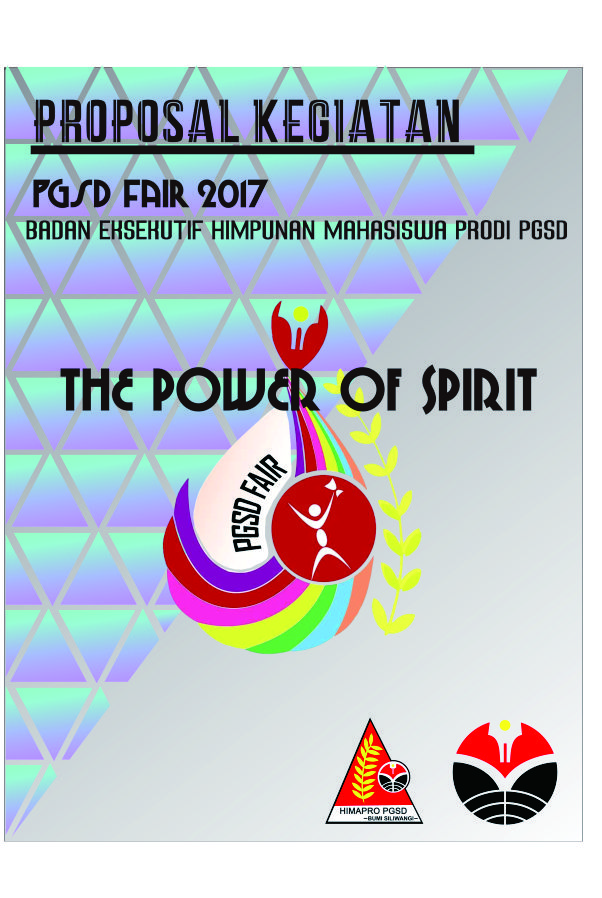 PROPOSAL KEGIATAN
PGSD FAIR 2017
BADAN EKSEKUTIF HIMPUNAN MAHASISWA PRODI PGSD
THE POWER OF SPIRIT
PGSD FAIR
HIMAPRO PGSD
~BUMI SILIWANGI~